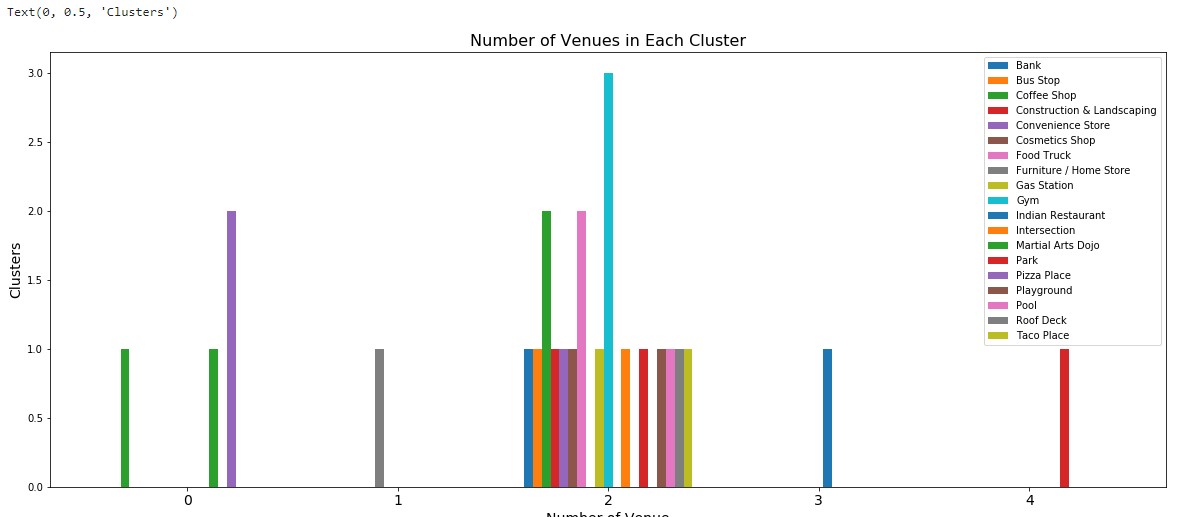 Text(0, 0.5, 'Clusters')
Number of Venues in Each Cluster
3.0
2.5
2.0
1.5
1.0
0.5
0.0
Clusters
Bank
Bus Stop
Coffee Shop
Construction & Landscaping
Convenience Store
Cosmetics Shop
Food Truck
Furniture / Home Store
Gas Station
Gym
Indian Restaurant
Intersection
Martial Arts Dojo
Park
Pizza Place
Playground
Pool
Roof Deck
Taco Place
0 1 2 3 4
Number of Venue